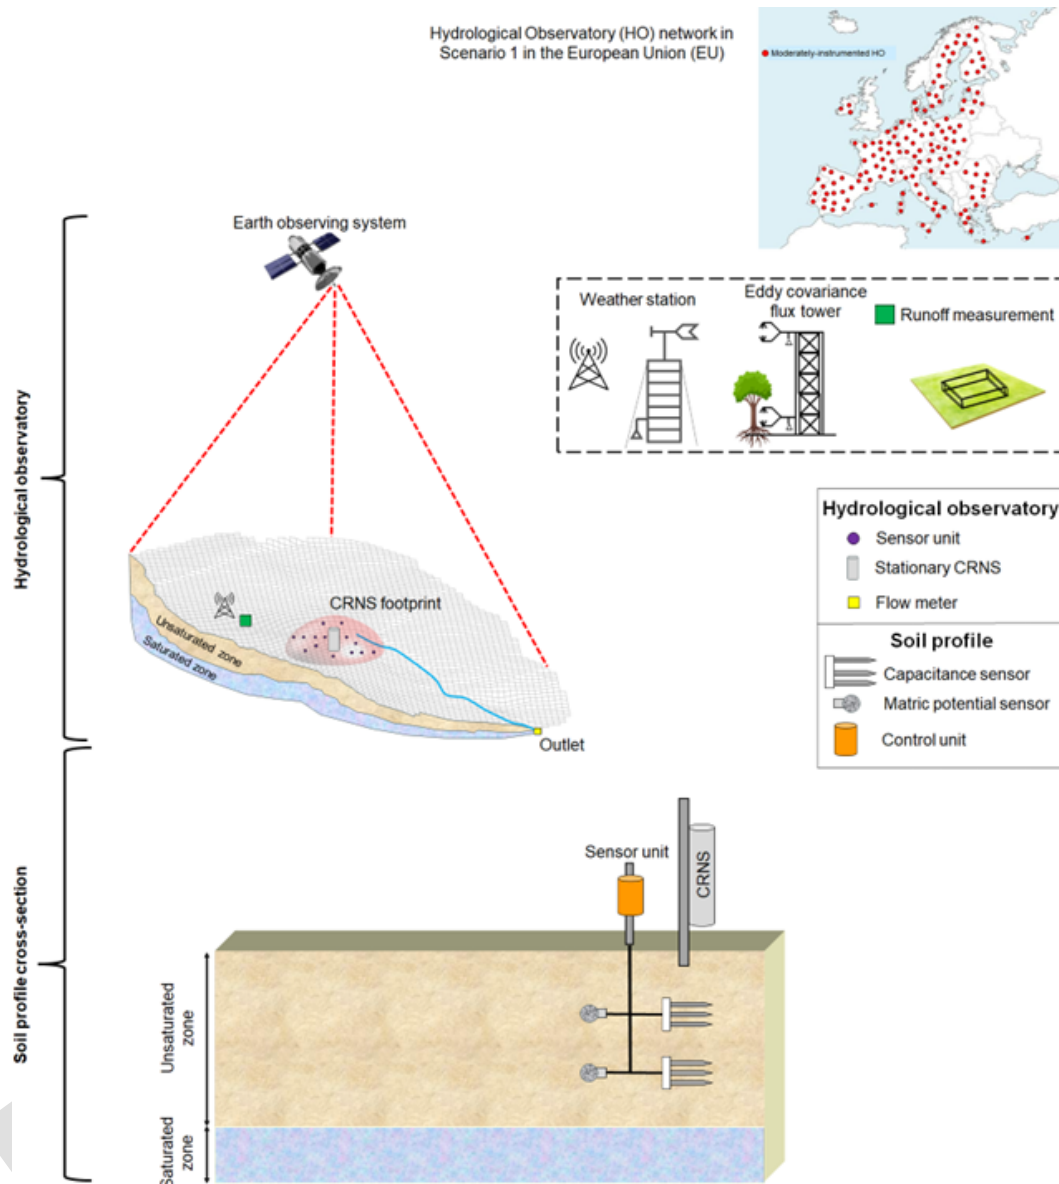 Hydrological Observatory (HO) network in
Scenario 1 in the European Union (EU)
Moderately-instrumented HO
Earth observing system
Weather station
Eddy covariance
flux tower
Runoff measurement
Hydrological observatory
Hydrological observatory
Sensor unit
Stationary CRNS
Flow meter
Soil profile
Capacitance sensor
Matric potential sensor
Control unit
CRNS footprint
Unsaturated zone
Saturated zone
Outlet
Soil profile cross-section
Sensor unit
CRNS
Unsaturated
zone
Saturated
zone